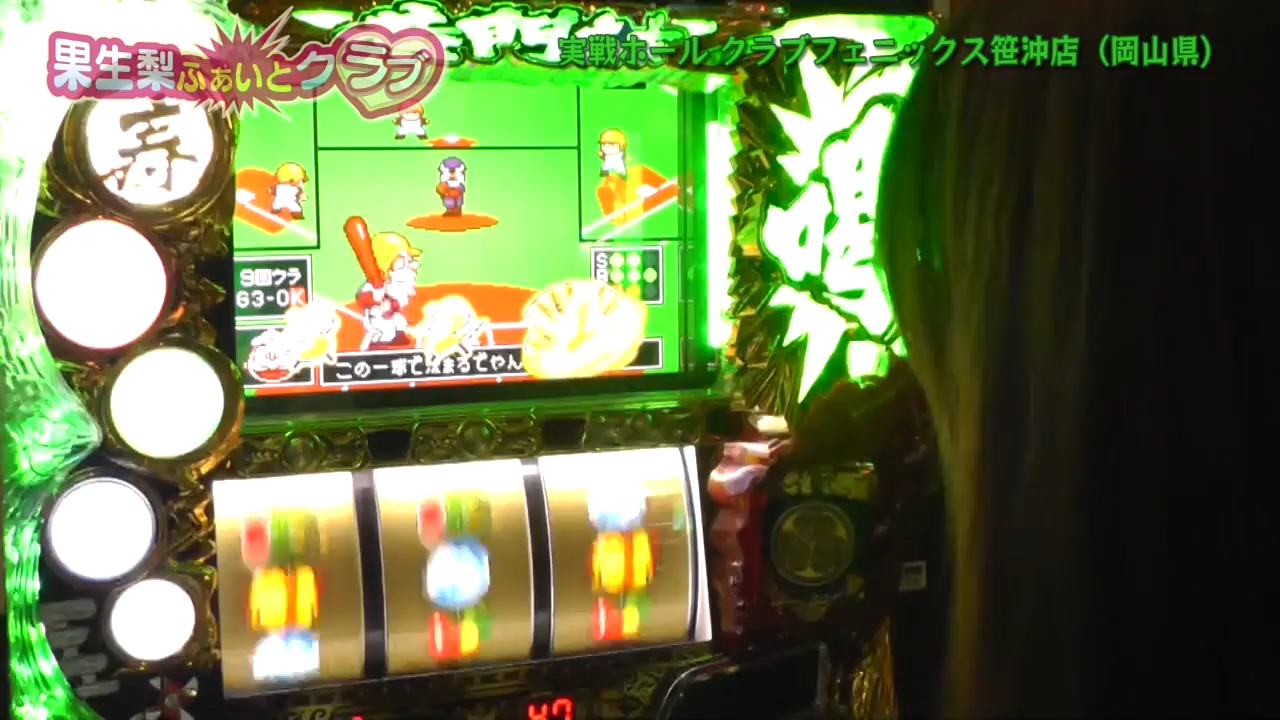 果生梨ふぁいとクラブ
実戦ホール クラブフェニックス笹沖店（岡山県）
9回ウラ
63-0K
S
B
この一球で決まるでやん
47